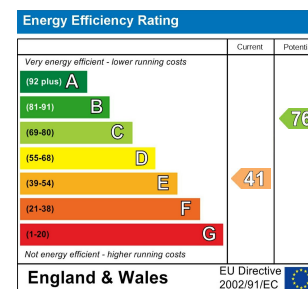 Energy Efficiency Rating
Current Potenti
Very energy efficient - lower running costs
(92 plus) A
(81-91) B
(69-80) C
(55-68) D
(39-54) E
(21-38) F
(1-20) G
76
41
Not energy efficient - higher running costs
England & Wales
EU Directive
2002/91/EC